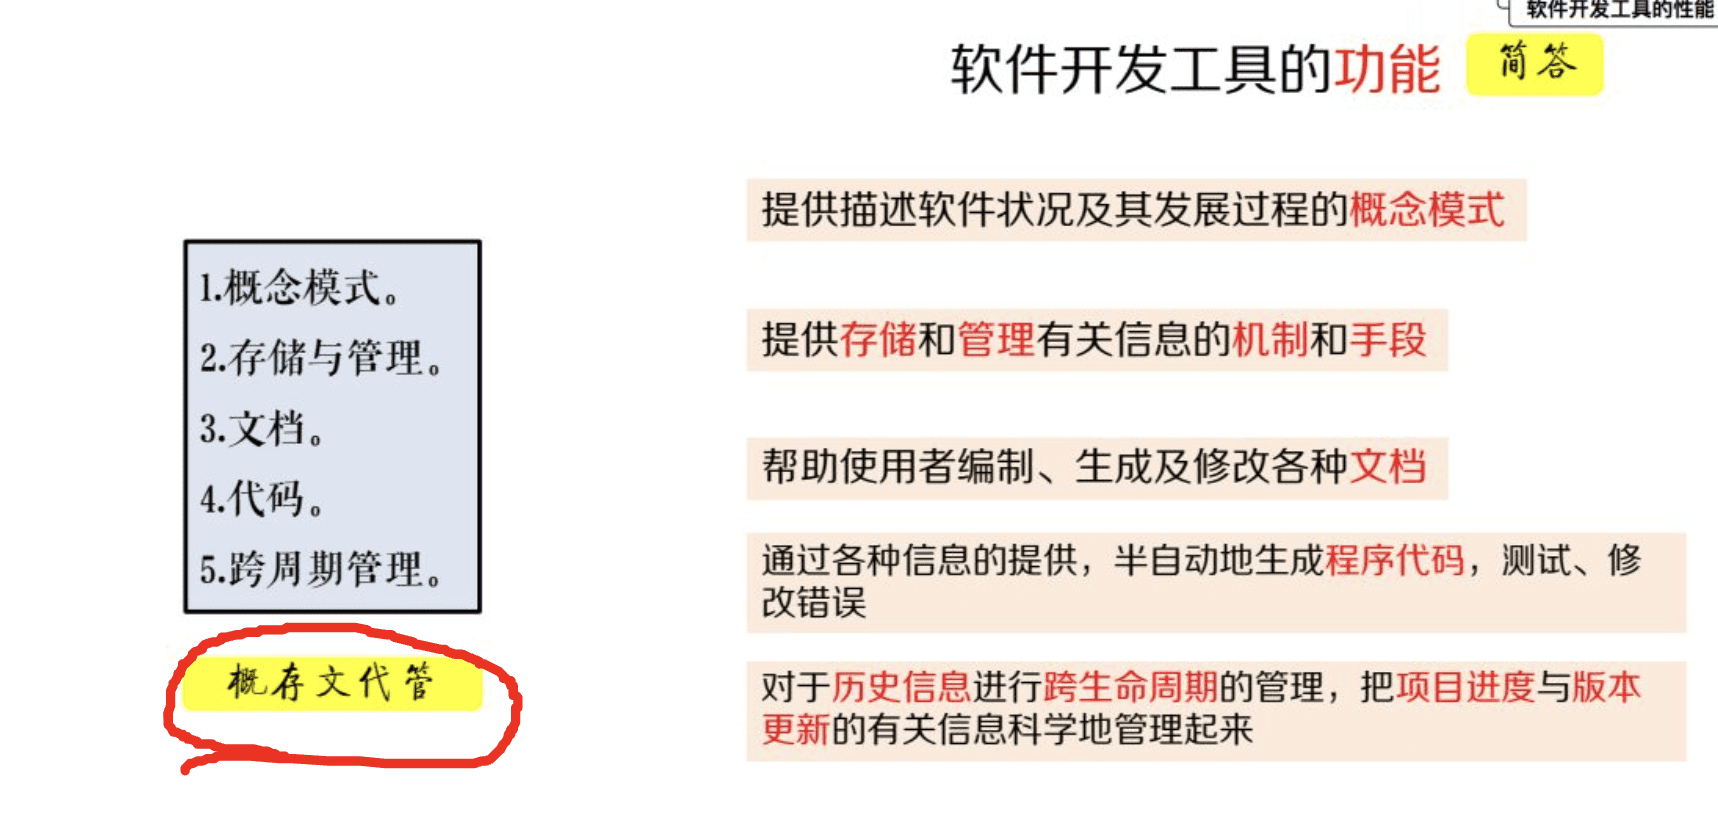 软件开发工具的性能
软件开发工具的功能 简答
1.概念模式。
2.存储与管理。
3.文档。
4.代码。
5.跨周期管理。
概存文代管
提供描述软件状况及其发展过程的概念模式
提供存储和管理有关信息的机制和手段
帮助使用者编制、生成及修改各种文档
通过各种信息的提供，半自动地生成程序代码，测试、修
改错误
对于历史信息进行跨生命周期的管理，把项目进度与版本
更新的有关信息科学地管理起来